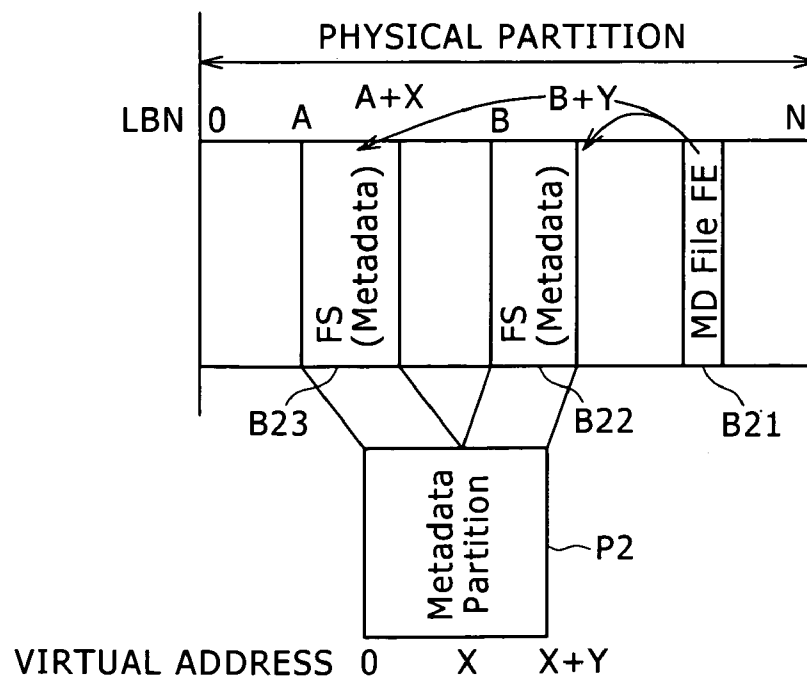 PHYSICAL PARTITION
A+X B+Y
LBN 0 A B N
FS
(Metadata)
FS
(Metadata)
MD File FE
B23 B22 B21
Metadata
Partition
P2
VIRTUAL ADDRESS 0 X X+Y